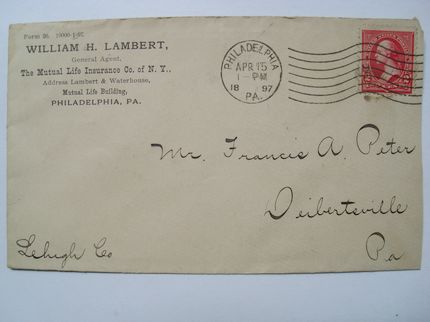 Form 26. 10000-1-97.
WILLIAM H. LAMBERT,
General Agent,
The Mutual Life Insurance Co. of N. Y.,
Address Lambert & Waterhouse,
Mutual Life Building,
PHILADELPHIA, PA.
PHILADELPHIA
APR 15
1-PM
18 97
PA.
Mr. Francis A. Peter
Deibertsville
Lehigh Co
Pa